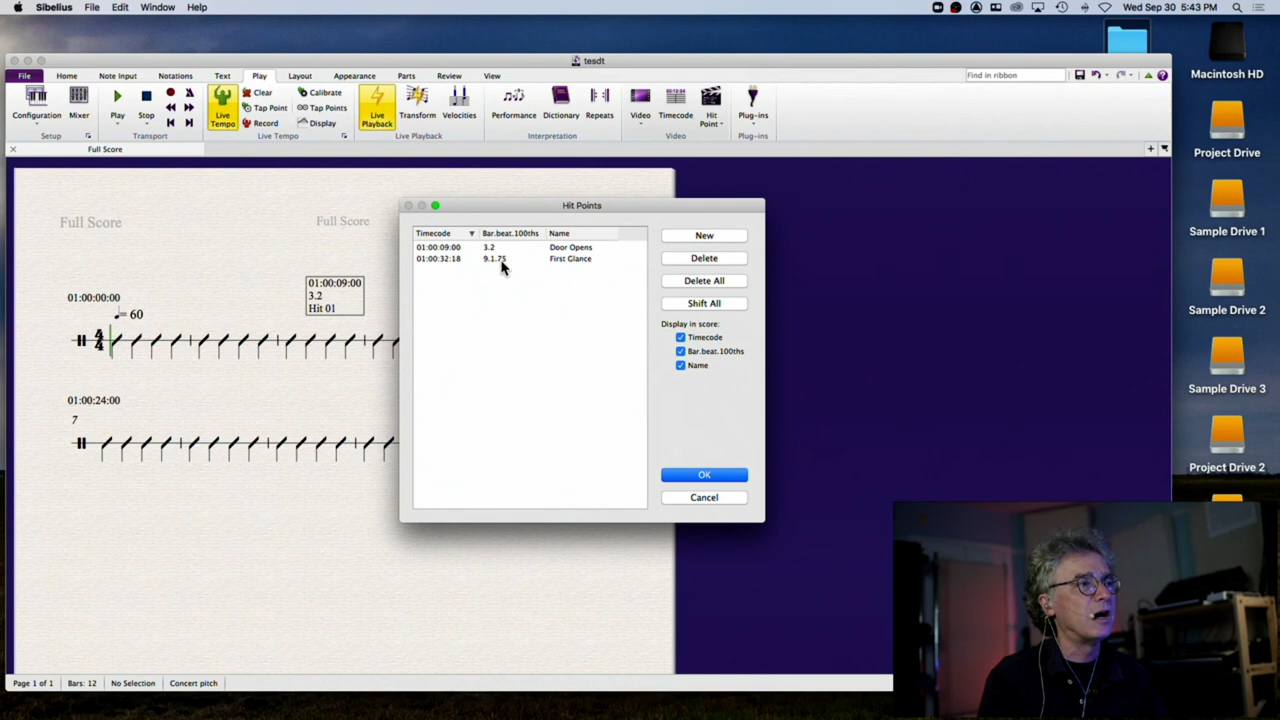 Sibelius File Edit Window Help Wed Sep 30 5:43 PM
tesdt
File Home Note Input Notations Text Play Layout Appearance Parts Review View Find in ribbon
Configuration Mixer Play Stop Live Tempo Clear Tap Point Record Calibrate Tap Points Display Live Playback Transform Velocities Performance Dictionary Repeats Video Timecode Hit Point Plug-ins
Setup Transport Live Tempo Live Playback Interpretation Video Plug-ins
Full Score
Full Score Full Score
01:00:00:00
= 60
01:00:09:00
3.2
Hit 01
4
4
01:00:24:00
7
Hit Points
Timecode Bar.beat.100ths Name
01:00:09:00 3.2 Door Opens
01:00:32:18 9.1.75 First Glance
New
Delete
Delete All
Shift All
Display in score:
Timecode
Bar.beat.100ths
Name
OK
Cancel
Macintosh HD
Project Drive
Sample Drive 1
Sample Drive 2
Sample Drive 3
Project Drive 2
Page 1 of 1 Bars: 12 No Selection Concert pitch